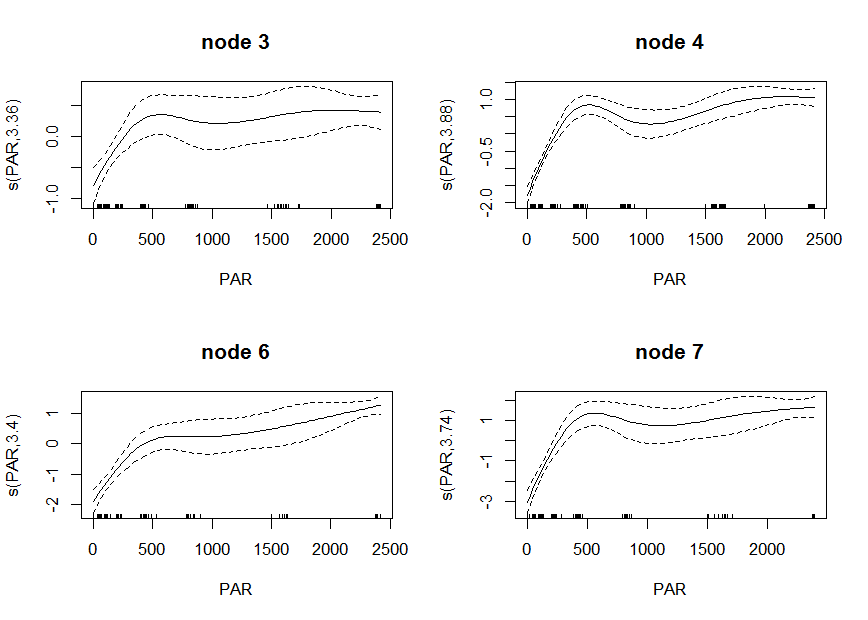 node 3
s(PAR,3.36)
0.0
-1.0
0 500 1000 1500 2000 2500
PAR
node 4
s(PAR,3.88)
1.0
-0.5
-2.0
0 500 1000 1500 2000 2500
PAR
node 6
s(PAR,3.4)
1
0
-1
-2
0 500 1000 1500 2000 2500
PAR
node 7
s(PAR,3.74)
1
-1
-3
0 500 1000 1500 2000
PAR